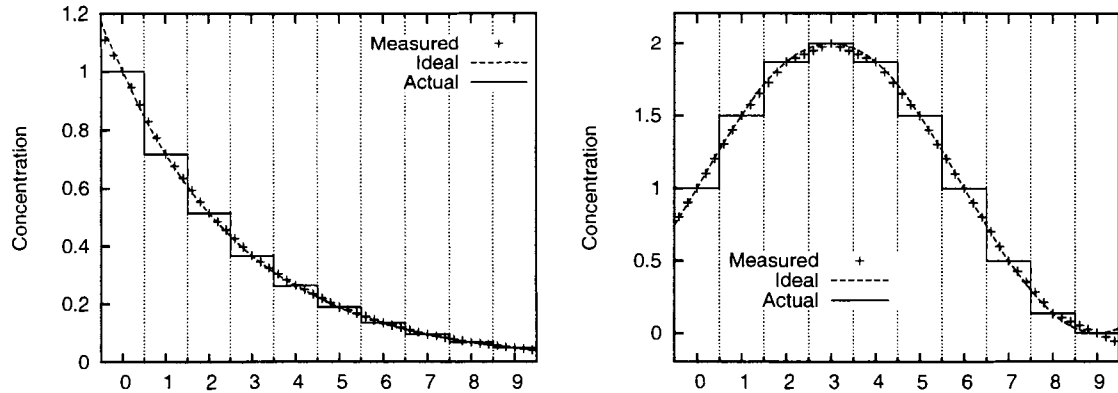 1.2
1
0.8
0.6
0.4
0.2
0
Concentration
Measured
Ideal
Actual
0 1 2 3 4 5 6 7 8 9
2
1.5
1
0.5
0
Concentration
Measured
Ideal
Actual
0 1 2 3 4 5 6 7 8 9